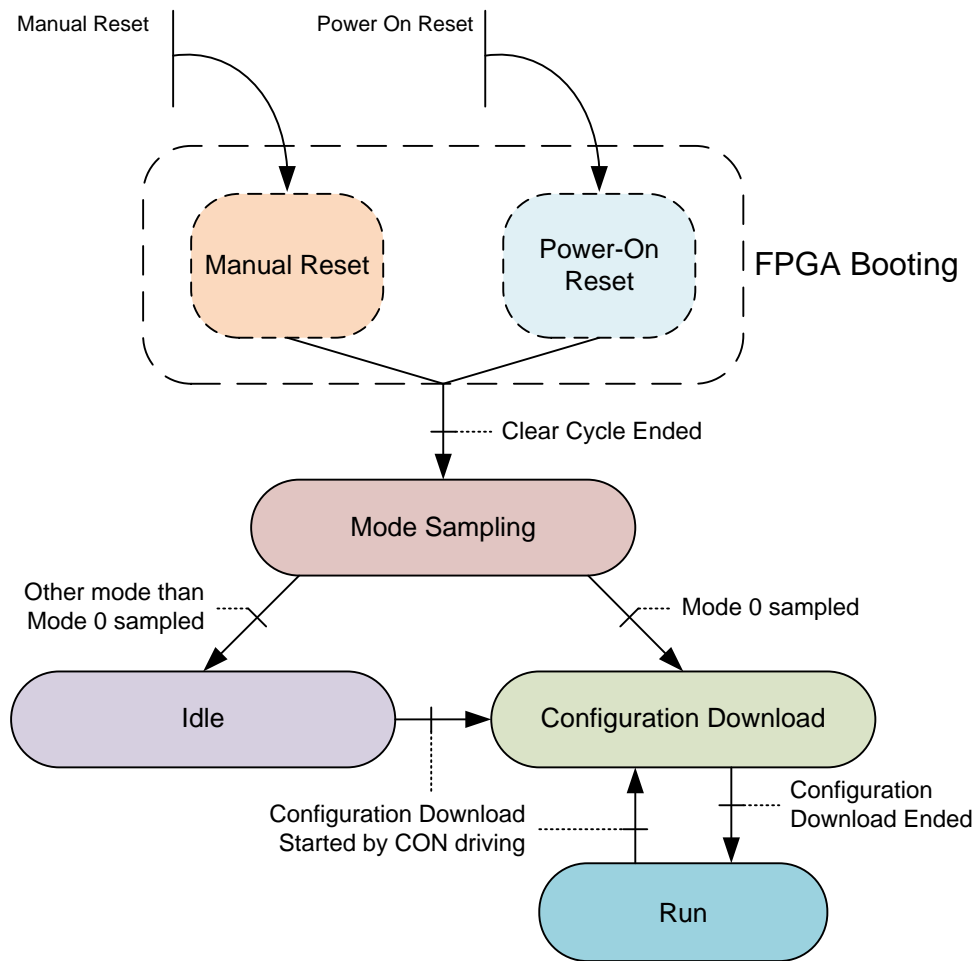 Manual Reset
Power On Reset
Manual Reset
Power-On
Reset
FPGA Booting
Clear Cycle Ended
Mode Sampling
Other mode than
Mode 0 sampled
Mode 0 sampled
Idle
Configuration Download
Configuration Download
Started by CON driving
Configuration
Download Ended
Run